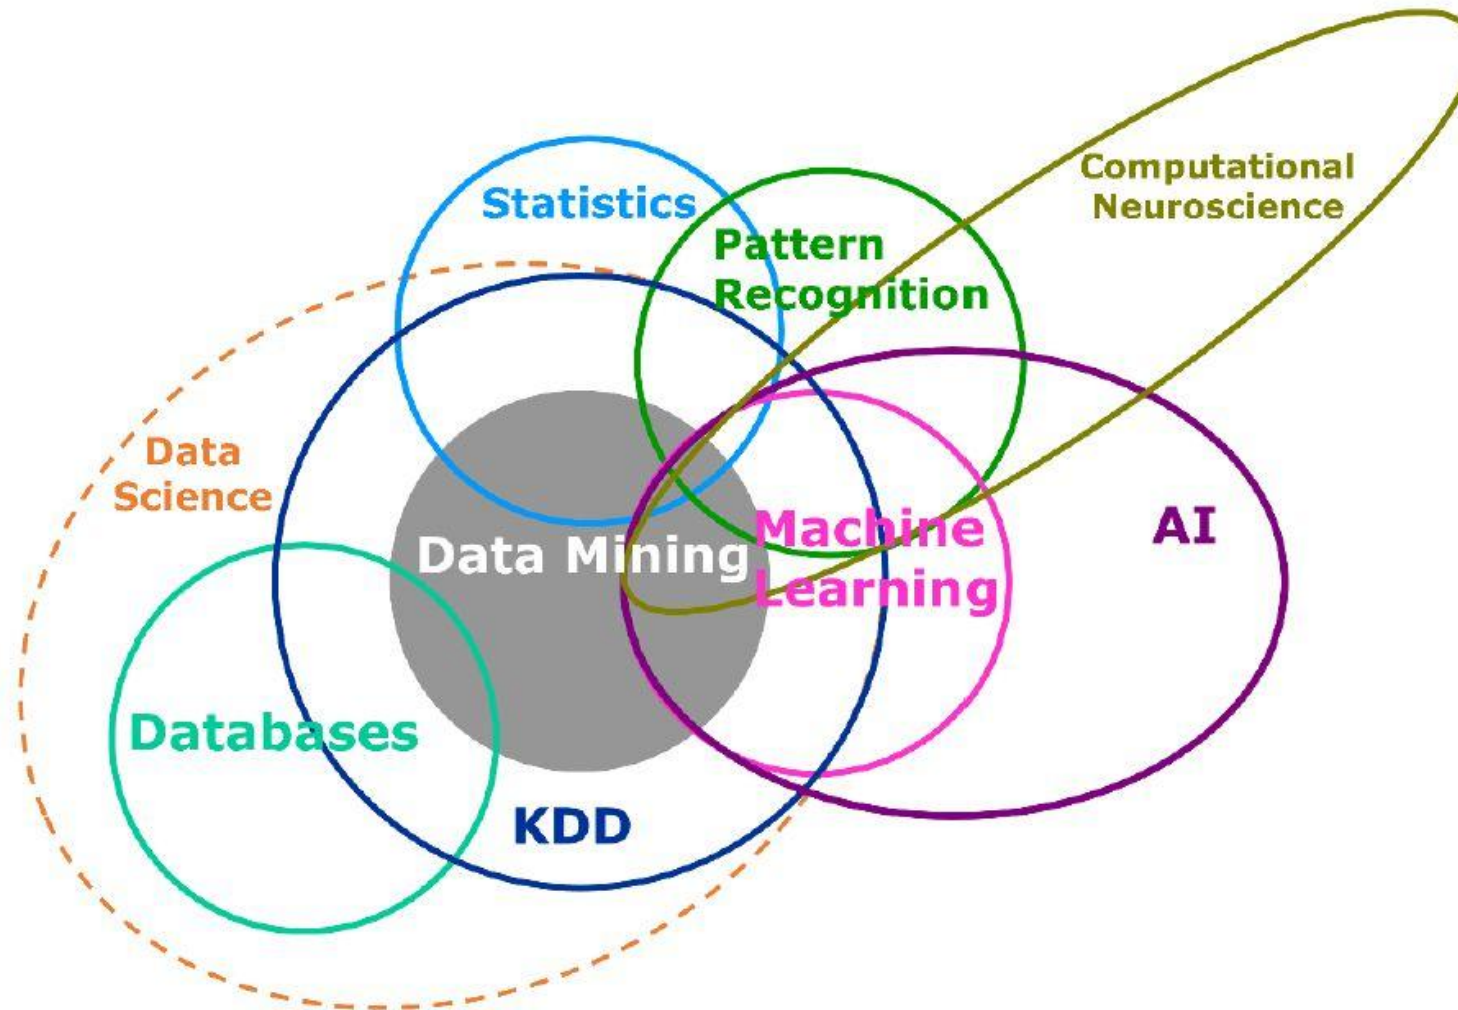 Statistics
Computational
Neuroscience
Pattern
Recognition
Data
Science
Machine
Learning
AI
Data Mining
Databases
KDD